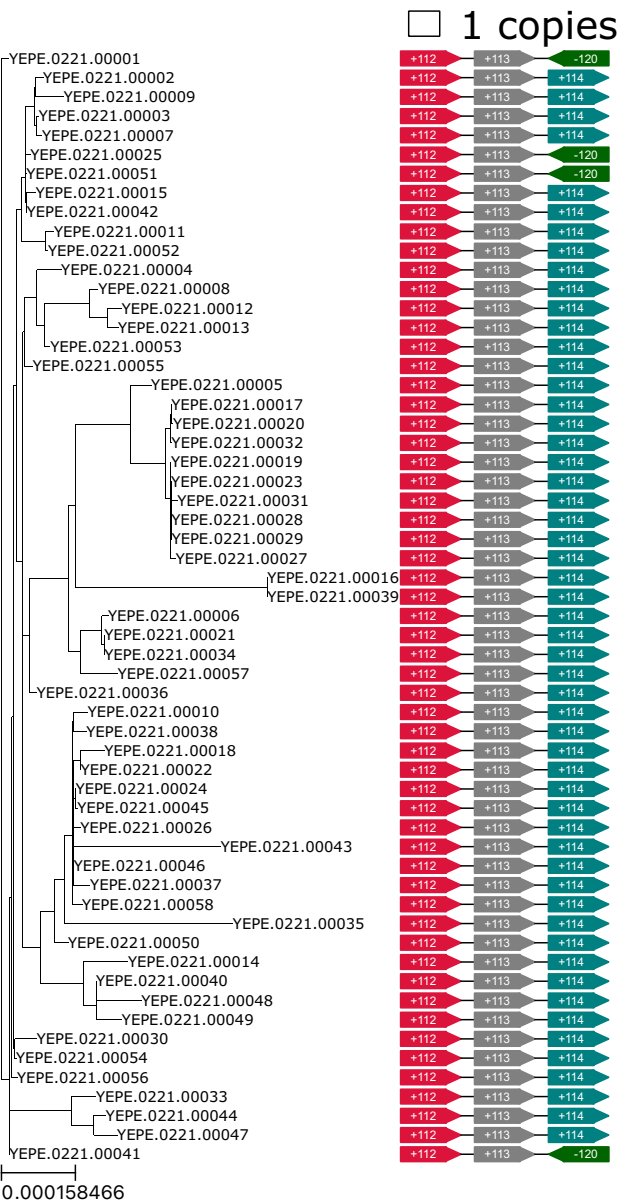 1 copies
YEPE.0221.00001 +112 +113 -120
YEPE.0221.00002 +112 +113 +114
YEPE.0221.00009 +112 +113 +114
YEPE.0221.00003 +112 +113 +114
YEPE.0221.00007 +112 +113 +114
YEPE.0221.00025 +112 +113 -120
YEPE.0221.00051 +112 +113 -120
YEPE.0221.00015 +112 +113 +114
YEPE.0221.00042 +112 +113 +114
YEPE.0221.00011 +112 +113 +114
YEPE.0221.00052 +112 +113 +114
YEPE.0221.00004 +112 +113 +114
YEPE.0221.00008 +112 +113 +114
YEPE.0221.00012 +112 +113 +114
YEPE.0221.00013 +112 +113 +114
YEPE.0221.00053 +112 +113 +114
YEPE.0221.00055 +112 +113 +114
YEPE.0221.00005 +112 +113 +114
YEPE.0221.00017 +112 +113 +114
YEPE.0221.00020 +112 +113 +114
YEPE.0221.00032 +112 +113 +114
YEPE.0221.00019 +112 +113 +114
YEPE.0221.00023 +112 +113 +114
YEPE.0221.00031 +112 +113 +114
YEPE.0221.00028 +112 +113 +114
YEPE.0221.00029 +112 +113 +114
YEPE.0221.00027 +112 +113 +114
YEPE.0221.00016 +112 +113 +114
YEPE.0221.00039 +112 +113 +114
YEPE.0221.00006 +112 +113 +114
YEPE.0221.00021 +112 +113 +114
YEPE.0221.00034 +112 +113 +114
YEPE.0221.00057 +112 +113 +114
YEPE.0221.00036 +112 +113 +114
YEPE.0221.00010 +112 +113 +114
YEPE.0221.00038 +112 +113 +114
YEPE.0221.00018 +112 +113 +114
YEPE.0221.00022 +112 +113 +114
YEPE.0221.00024 +112 +113 +114
YEPE.0221.00045 +112 +113 +114
YEPE.0221.00026 +112 +113 +114
YEPE.0221.00043 +112 +113 +114
YEPE.0221.00046 +112 +113 +114
YEPE.0221.00037 +112 +113 +114
YEPE.0221.00058 +112 +113 +114
YEPE.0221.00035 +112 +113 +114
YEPE.0221.00050 +112 +113 +114
YEPE.0221.00014 +112 +113 +114
YEPE.0221.00040 +112 +113 +114
YEPE.0221.00048 +112 +113 +114
YEPE.0221.00049 +112 +113 +114
YEPE.0221.00030 +112 +113 +114
YEPE.0221.00054 +112 +113 +114
YEPE.0221.00056 +112 +113 +114
YEPE.0221.00033 +112 +113 +114
YEPE.0221.00044 +112 +113 +114
YEPE.0221.00047 +112 +113 +114
YEPE.0221.00041 +112 +113 -120
0.000158466